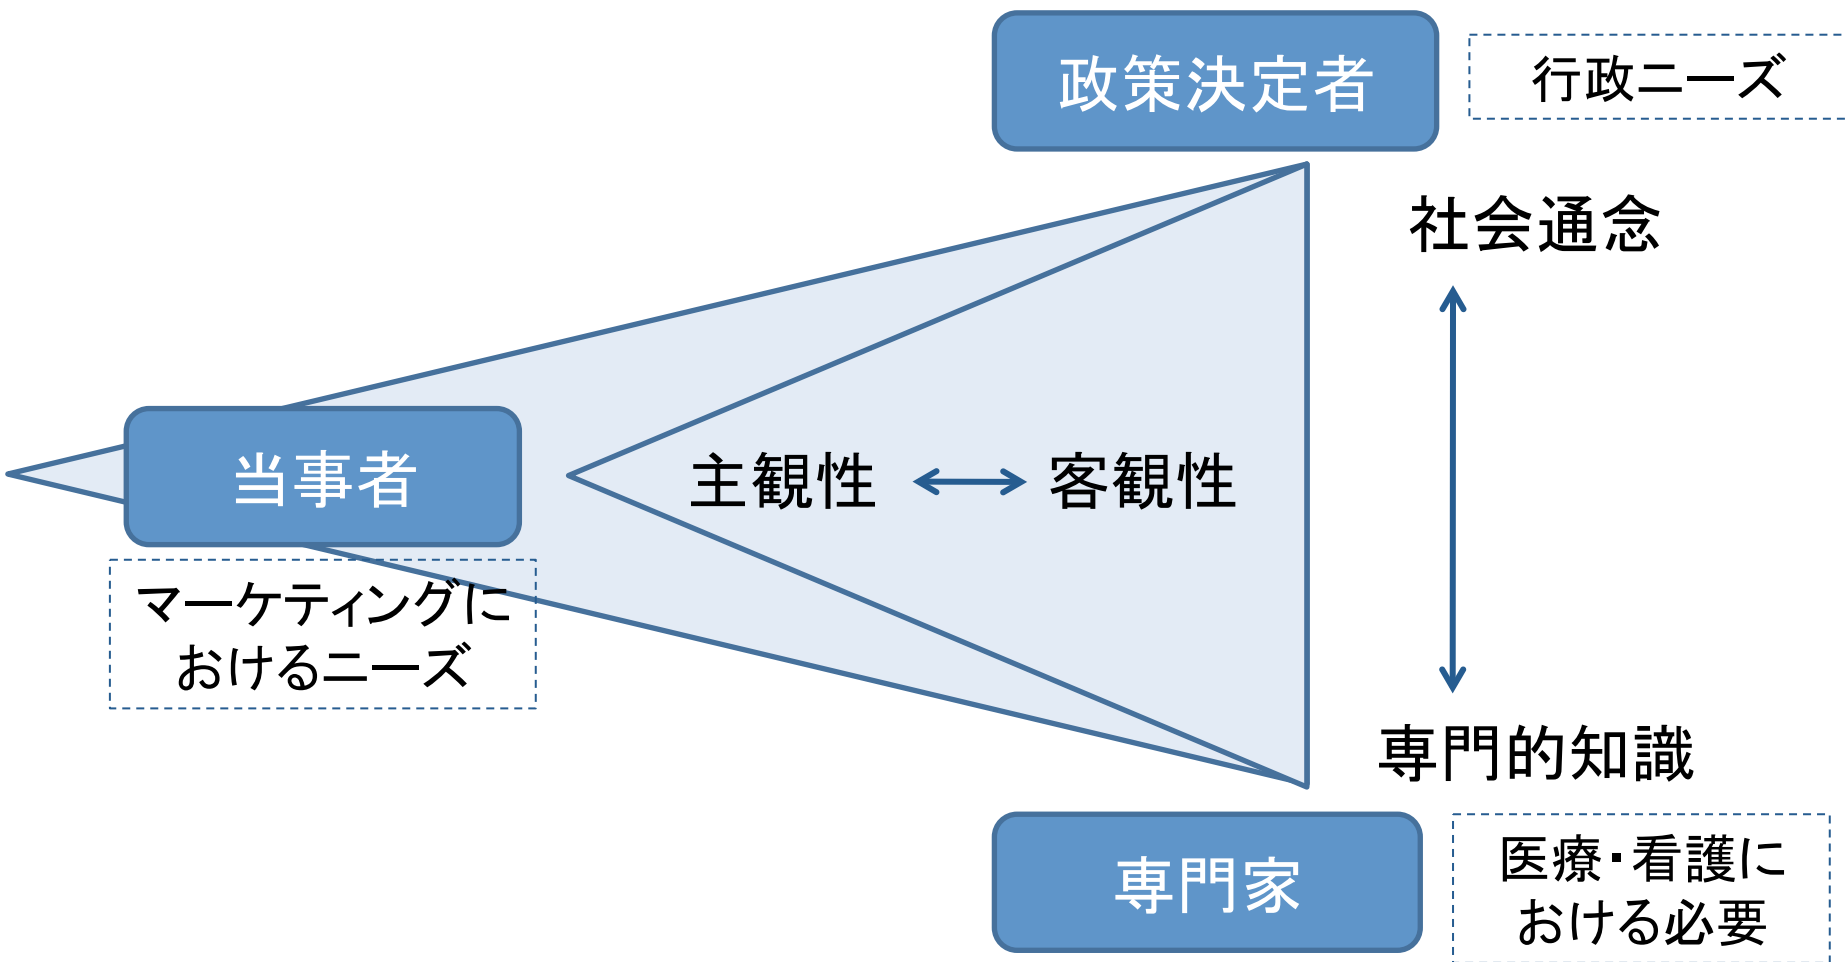 政策決定者
行政ニーズ
社会通念
当事者
主観性
客観性
マーケティングに
おけるニーズ
専門的知識
専門家
医療・看護に
おける必要